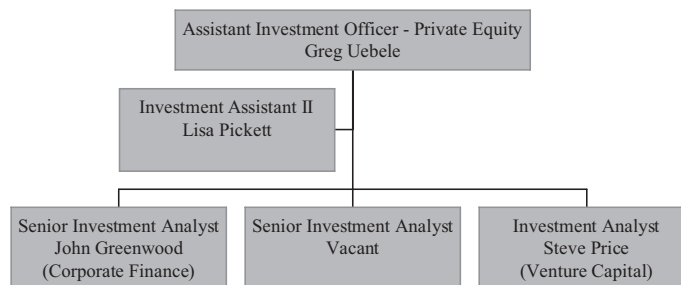 Assistant Investment Officer - Private Equity
Greg Uebele
Investment Assistant II
Lisa Pickett
Senior Investment Analyst
John Greenwood
(Corporate Finance)
Senior Investment Analyst
Vacant
Investment Analyst
Steve Price
(Venture Capital)